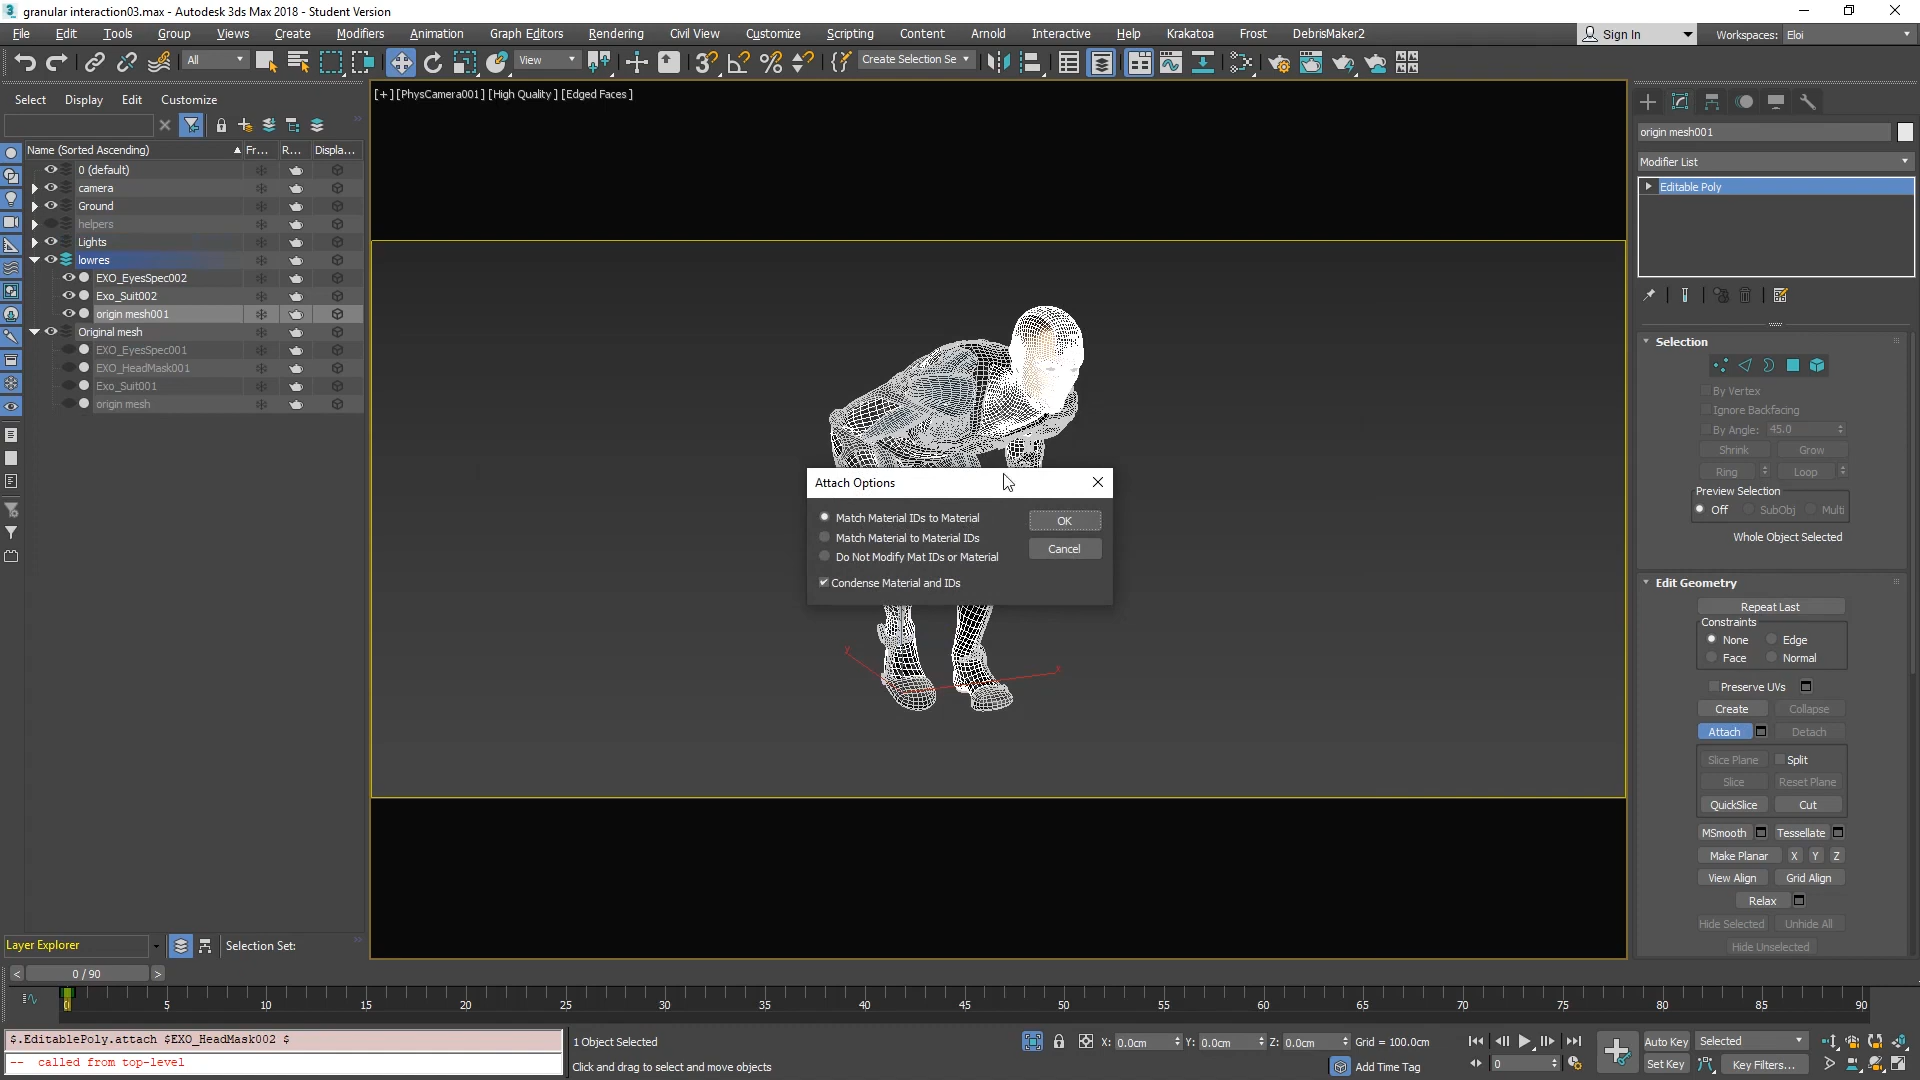 granular interaction03.max - Autodesk 3ds Max 2018 - Student Version
File Edit Tools Group Views Create Modifiers Animation Graph Editors Rendering Civil View Customize Scripting Content Arnold Interactive Help Krakatoa Frost DebrisMaker2 Sign In Workspaces: Eloi
All View Create Selection Se
Select Display Edit Customize
[+] [PhysCamera001] [High Quality] [Edged Faces]
Name (Sorted Ascending) Fr... R... Displa...
0 (default)
camera
Ground
helpers
Lights
lowres
EXO_EyesSpec002
Exo_Suit002
origin mesh001
Original mesh
EXO_EyesSpec001
EXO_HeadMask001
Exo_Suit001
origin mesh
Attach Options
Match Material IDs to Material
Match Material to Material IDs
Do Not Modify Mat IDs or Material
Condense Material and IDs
OK
Cancel
y x
origin mesh001
Modifier List
Editable Poly
Selection
By Vertex
Ignore Backfacing
By Angle: 45.0
Shrink Grow
Ring Loop
Preview Selection
Off SubObj Multi
Whole Object Selected
Edit Geometry
Repeat Last
Constraints
None Edge
Face Normal
Preserve UVs
Create Collapse
Attach Detach
Slice Plane Split
Slice Reset Plane
QuickSlice Cut
MSmooth Tessellate
Make Planar X Y Z
View Align Grid Align
Relax
Hide Selected Unhide All
Hide Unselected
Layer Explorer Selection Set:
< 0 / 90 >
0 5 10 15 20 25 30 35 40 45 50 55 60 65 70 75 80 85 90
$.EditablePoly.attach $EXO_HeadMask002 $
-- called from top-level
1 Object Selected
Click and drag to select and move objects
X: 0.0cm Y: 0.0cm Z: 0.0cm Grid = 100.0cm
Add Time Tag
0
Auto Key Selected
Set Key Key Filters...